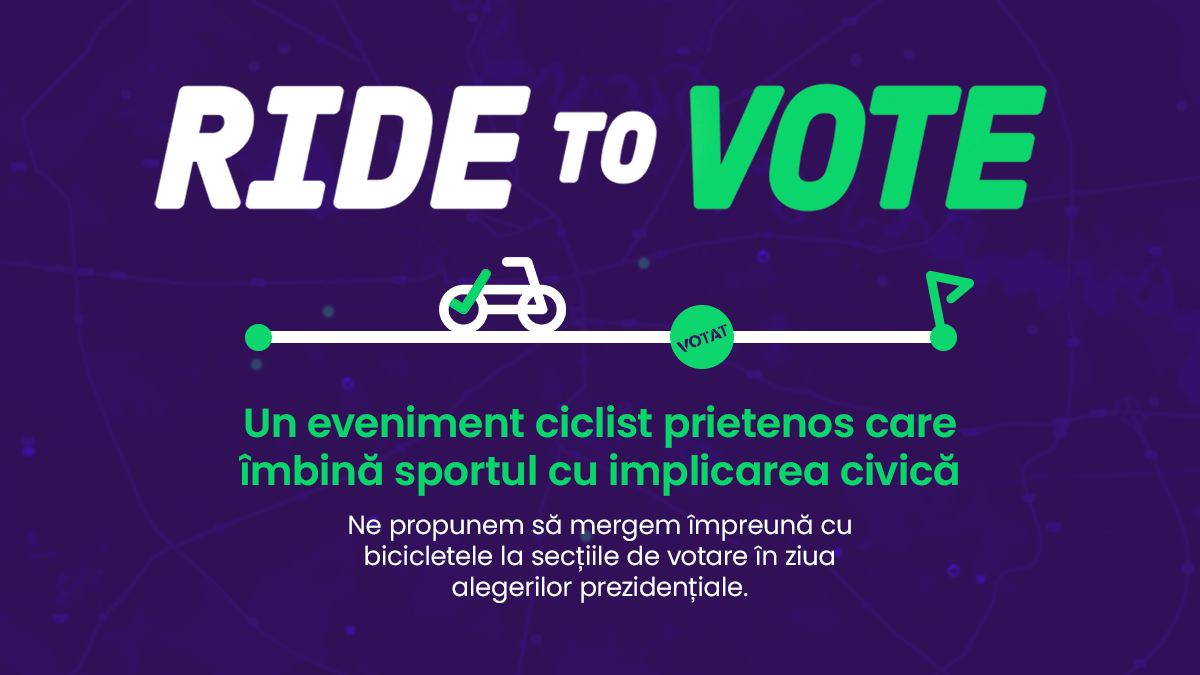 RIDE TO VOTE
VOTAT
Un eveniment ciclist prietenos care
îmbină sportul cu implicarea civică
Ne propunem să mergem împreună cu
bicicletele la secțiile de votare în ziua
alegerilor prezidențiale.